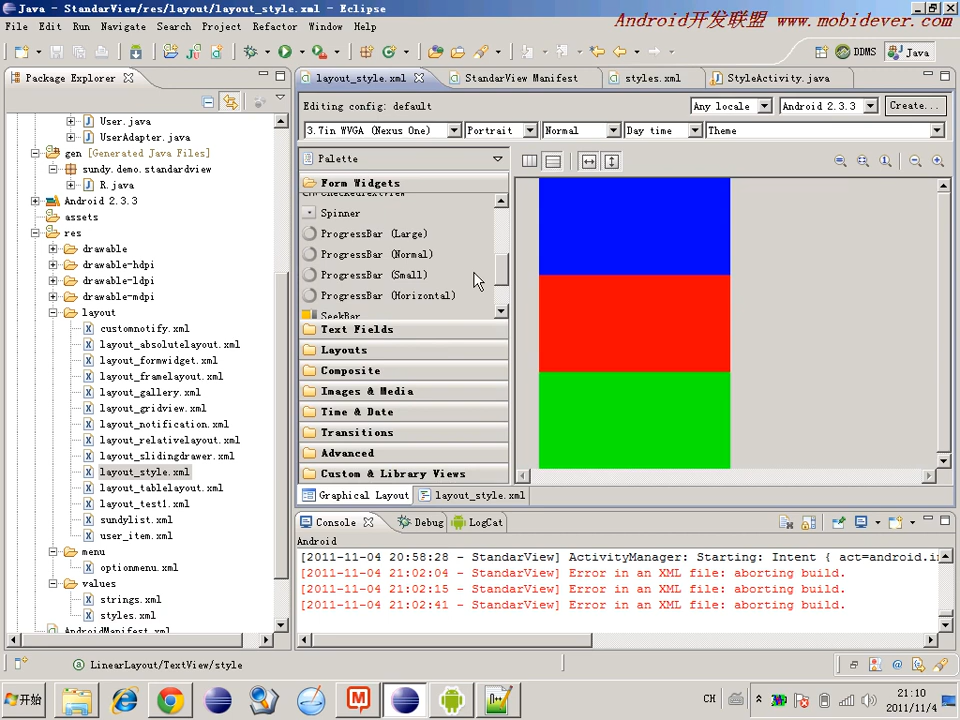 Java - StandarView/res/layout/layout_style.xml - Eclipse
File Edit Run Navigate Search Project Refactor Window Help
Android开发联盟 www.mobidever.com
DDMS
Java
Package Explorer
User.java
UserAdapter.java
gen [Generated Java Files]
sundy.demo.standardview
R.java
Android 2.3.3
assets
res
drawable
drawable-hdpi
drawable-ldpi
drawable-mdpi
layout
customnotify.xml
layout_absolutelayout.xml
layout_formwidget.xml
layout_framelayout.xml
layout_gallery.xml
layout_gridview.xml
layout_notification.xml
layout_relativelayout.xml
layout_slidingdrawer.xml
layout_style.xml
layout_tablelayout.xml
layout_test1.xml
sundylist.xml
user_item.xml
menu
optionmenu.xml
values
strings.xml
styles.xml
AndroidManifest.xml
layout_style.xml
StandarView Manifest
styles.xml
StyleActivity.java
Editing config: default
Any locale
Android 2.3.3
Create...
3.7in WVGA (Nexus One)
Portrait
Normal
Day time
Theme
Palette
Form Widgets
CheckedTextView
Spinner
ProgressBar (Large)
ProgressBar (Normal)
ProgressBar (Small)
ProgressBar (Horizontal)
SeekBar
Text Fields
Layouts
Composite
Images & Media
Time & Date
Transitions
Advanced
Custom & Library Views
Graphical Layout
layout_style.xml
Console
Debug
LogCat
Android
[2011-11-04 20:58:28 - StandarView] ActivityManager: Starting: Intent { act=android.in
[2011-11-04 21:02:04 - StandarView] Error in an XML file: aborting build.
[2011-11-04 21:02:15 - StandarView] Error in an XML file: aborting build.
[2011-11-04 21:02:41 - StandarView] Error in an XML file: aborting build.
LinearLayout/TextView/style
开始
CH
21:10
2011/11/4